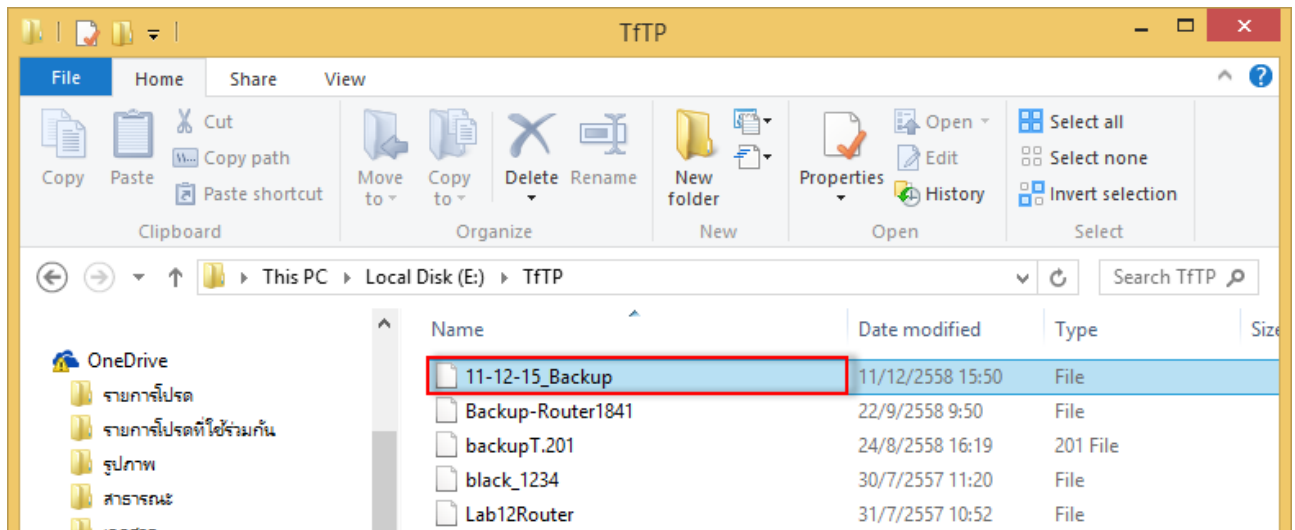 TfTP
File Home Share View
Copy
Paste
Cut
Copy path
Paste shortcut
Clipboard
Move to
Copy to
Delete
Rename
Organize
New folder
New
Properties
Open
Edit
History
Open
Select all
Select none
Invert selection
Select
This PC Local Disk (E:) TfTP
Search TfTP
Name Date modified Type Size
OneDrive
รายการโปรด
รายการโปรดที่ใช้ร่วมกัน
รูปภาพ
สาธารณะ
11-12-15_Backup 11/12/2558 15:50 File
Backup-Router1841 22/9/2558 9:50 File
backupT.201 24/8/2558 16:19 201 File
black_1234 30/7/2557 11:20 File
Lab12Router 31/7/2557 10:52 File